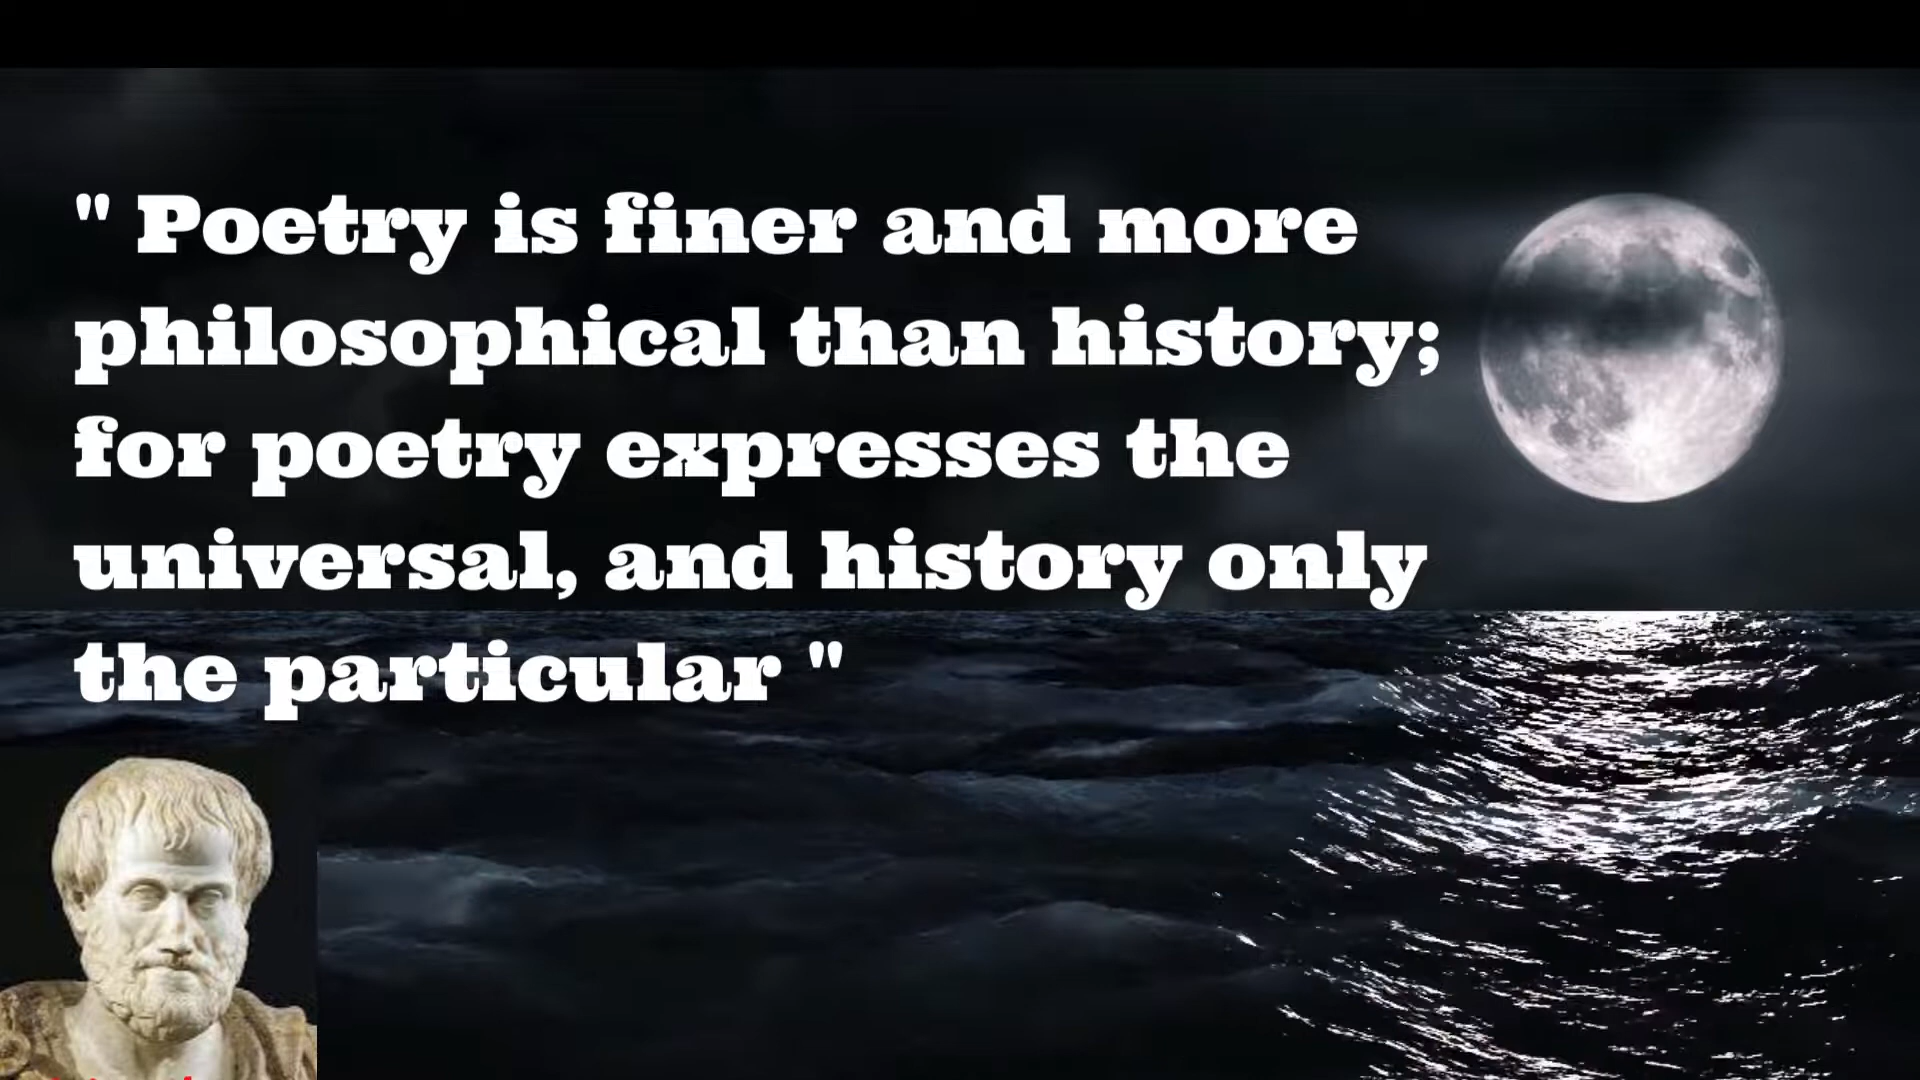 " Poetry is finer and more
philosophical than history;
for poetry expresses the
universal, and history only
the particular "